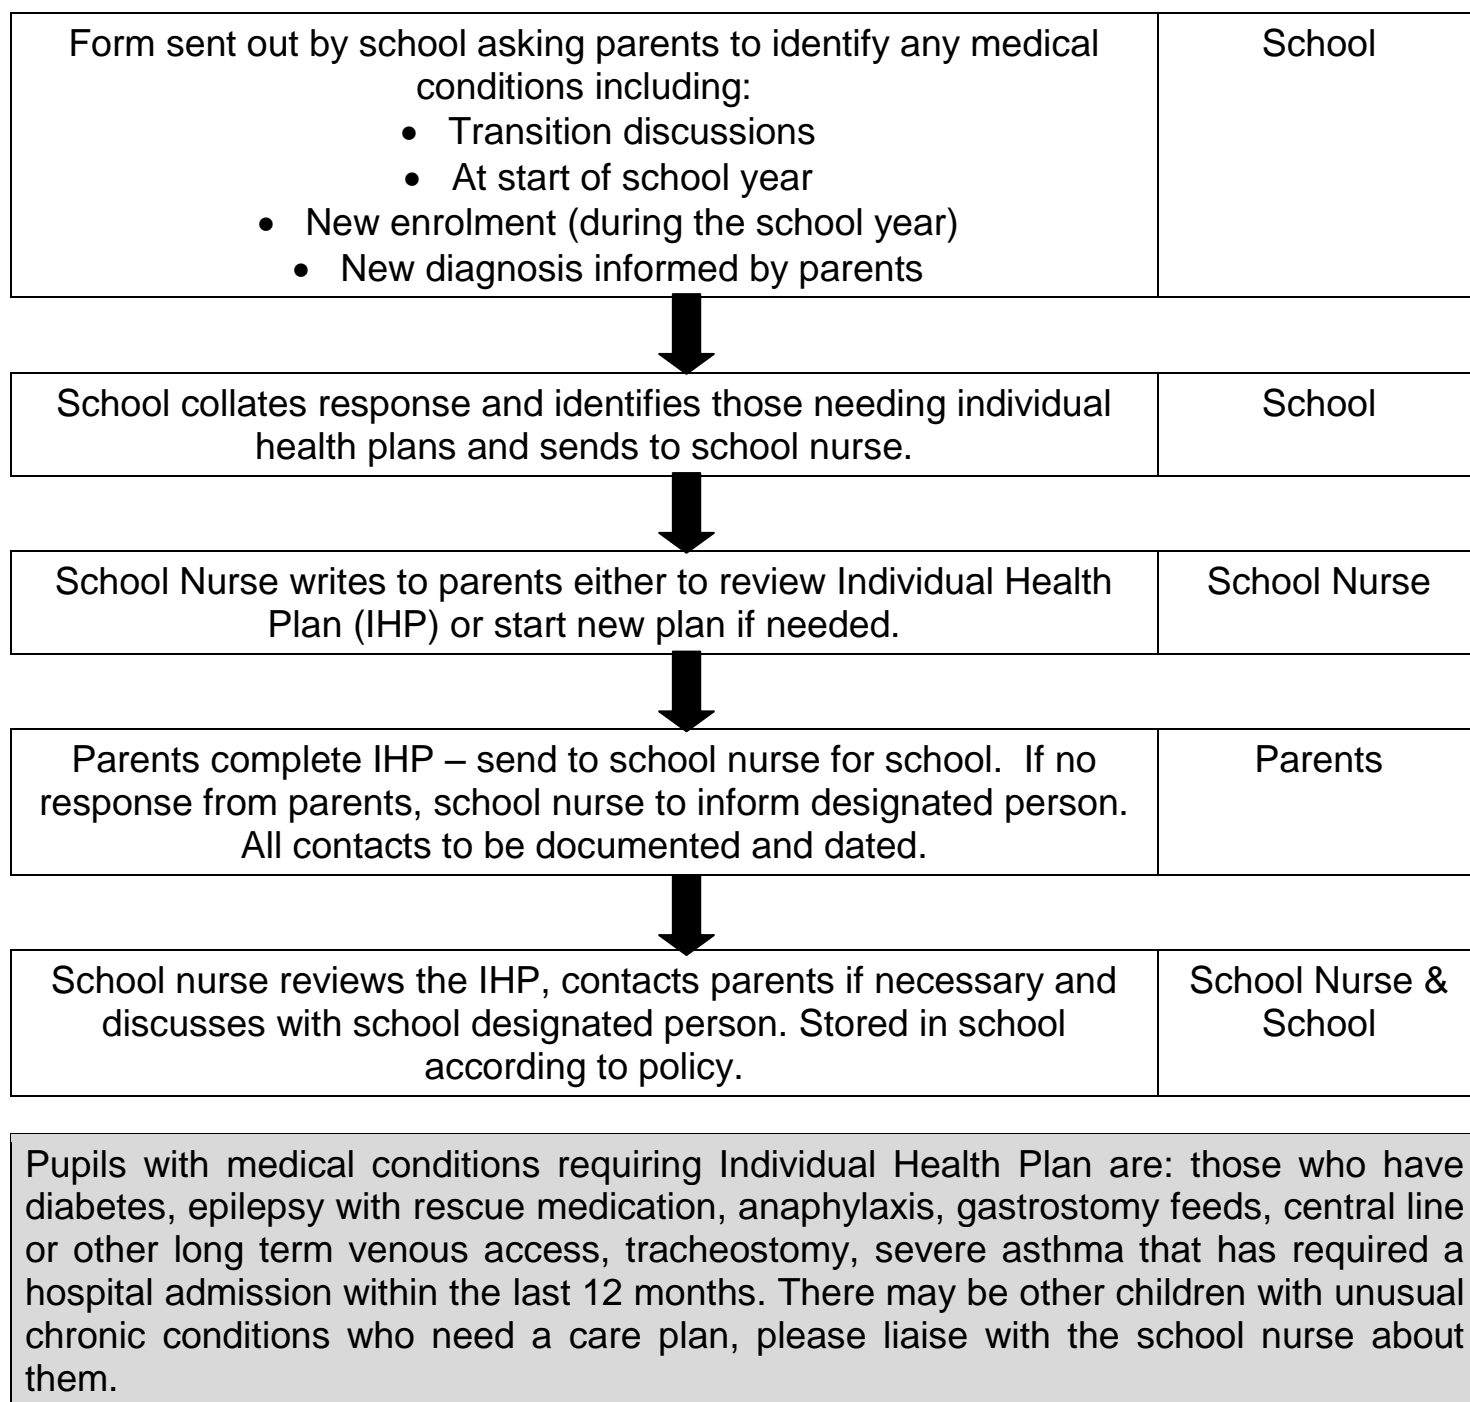 Form sent out by school asking parents to identify any medical
conditions including:
• Transition discussions
• At start of school year
• New enrolment (during the school year)
• New diagnosis informed by parents
School
School collates response and identifies those needing individual
health plans and sends to school nurse.
School
School Nurse writes to parents either to review Individual Health
Plan (IHP) or start new plan if needed.
School Nurse
Parents complete IHP – send to school nurse for school.  If no
response from parents, school nurse to inform designated person.
All contacts to be documented and dated.
Parents
School nurse reviews the IHP, contacts parents if necessary and
discusses with school designated person. Stored in school
according to policy.
School Nurse &
School
Pupils with medical conditions requiring Individual Health Plan are: those who have
diabetes, epilepsy with rescue medication, anaphylaxis, gastrostomy feeds, central line
or other long term venous access, tracheostomy, severe asthma that has required a
hospital admission within the last 12 months. There may be other children with unusual
chronic conditions who need a care plan, please liaise with the school nurse about
them.